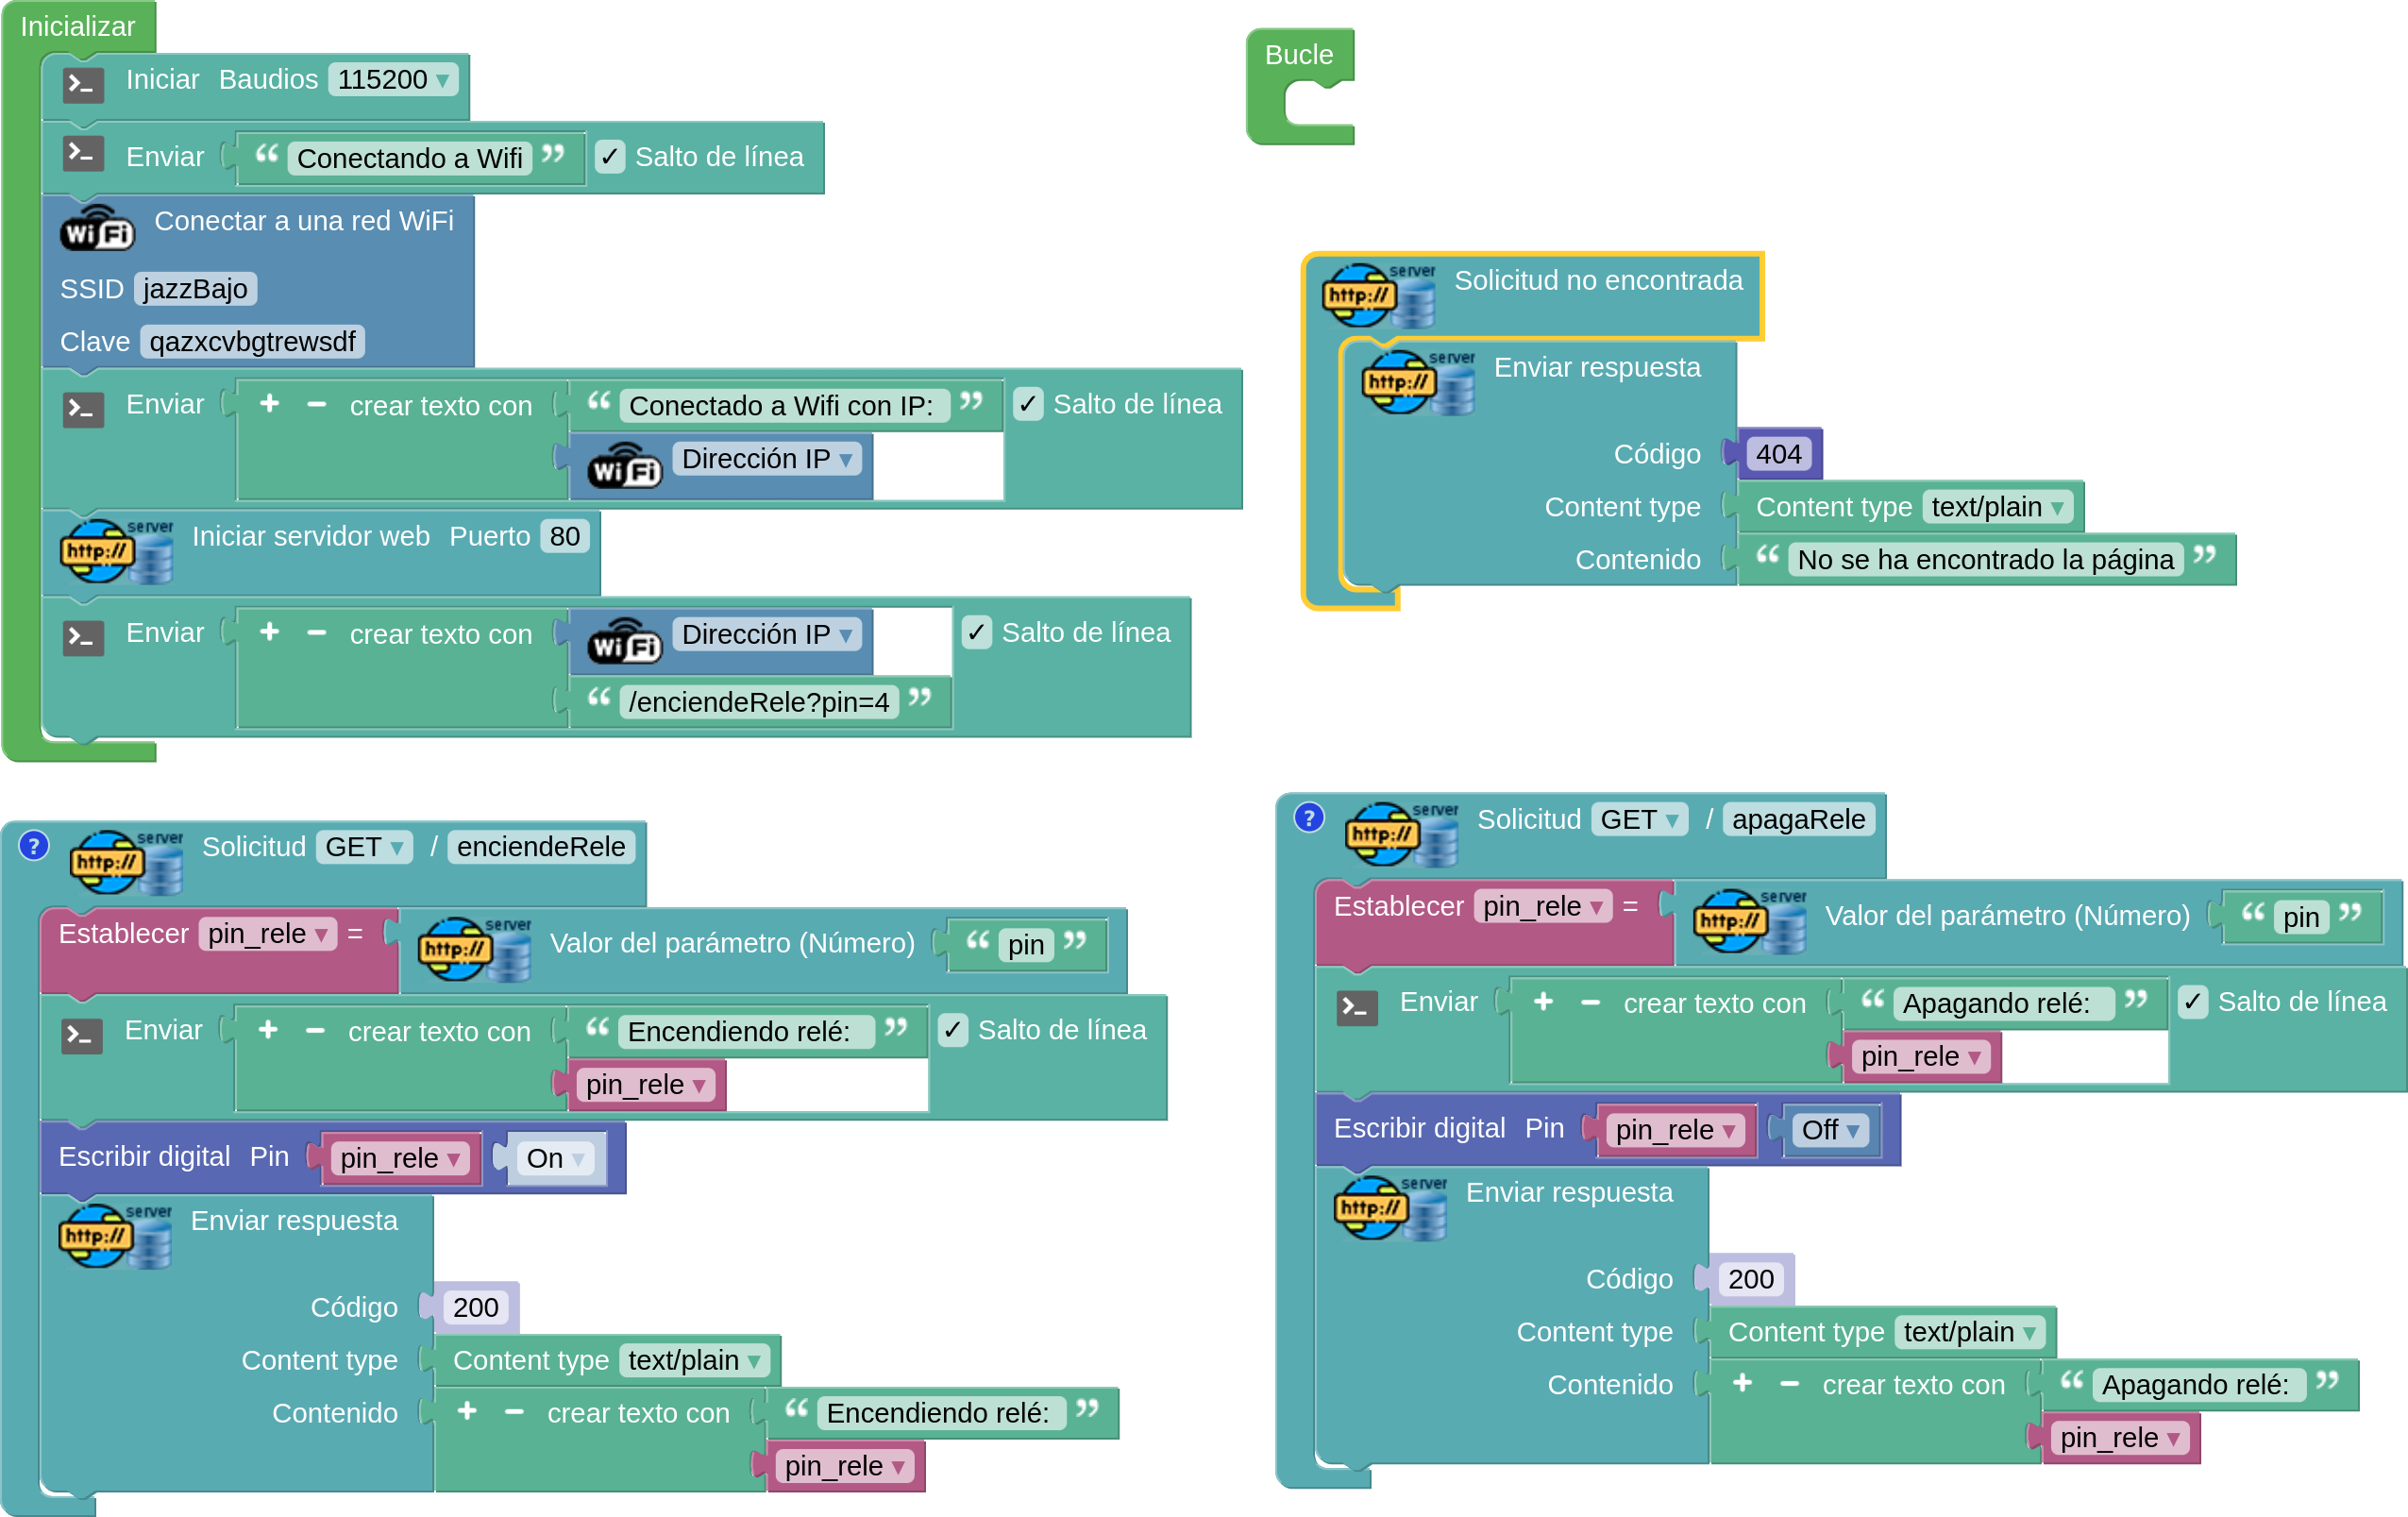 Inicializar
Iniciar Baudios 115200 ▾
Enviar “ Conectando a Wifi ” ✓ Salto de línea
WiFi Conectar a una red WiFi
SSID jazzBajo
Clave qazxcvbgtrewsdf
Enviar + − crear texto con “ Conectado a Wifi con IP: ” ✓ Salto de línea
WiFi Dirección IP ▾
http:// server Iniciar servidor web Puerto 80
Enviar + − crear texto con WiFi Dirección IP ▾ ✓ Salto de línea
“ /enciendeRele?pin=4 ”
Bucle
http:// server Solicitud no encontrada
http:// server Enviar respuesta
Código 404
Content type Content type text/plain ▾
Contenido “ No se ha encontrado la página ”
? http:// server Solicitud GET ▾ / enciendeRele
Establecer pin_rele ▾ = http:// server Valor del parámetro (Número) “ pin ”
Enviar + − crear texto con “ Encendiendo relé: ” ✓ Salto de línea
pin_rele ▾
Escribir digital Pin pin_rele ▾ On ▾
http:// server Enviar respuesta
Código 200
Content type Content type text/plain ▾
Contenido + − crear texto con “ Encendiendo relé: ”
pin_rele ▾
? http:// server Solicitud GET ▾ / apagaRele
Establecer pin_rele ▾ = http:// server Valor del parámetro (Número) “ pin ”
Enviar + − crear texto con “ Apagando relé: ” ✓ Salto de línea
pin_rele ▾
Escribir digital Pin pin_rele ▾ Off ▾
http:// server Enviar respuesta
Código 200
Content type Content type text/plain ▾
Contenido + − crear texto con “ Apagando relé: ”
pin_rele ▾